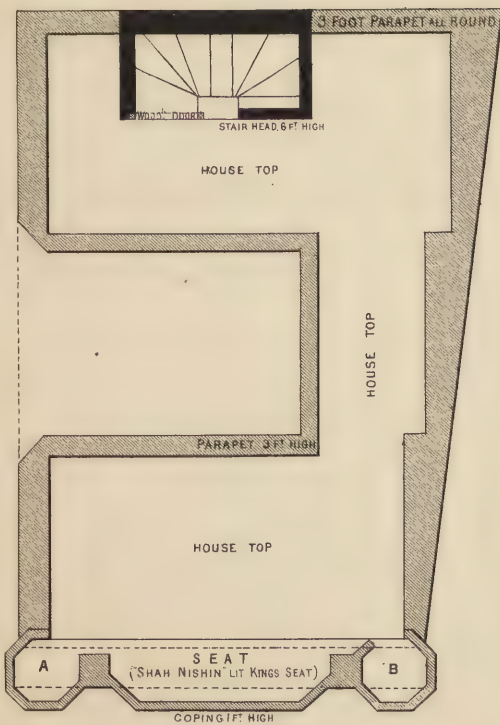 3 FOOT PARAPET ALL ROUND
WOODN DOOR
STAIR HEAD, 6 FT HIGH
HOUSE TOP
HOUSE TOP
PARAPET 3 FT HIGH
HOUSE TOP
A
SEAT
("SHAH NISHIN" LIT KINGS SEAT)
B
COPING 1 FT HIGH